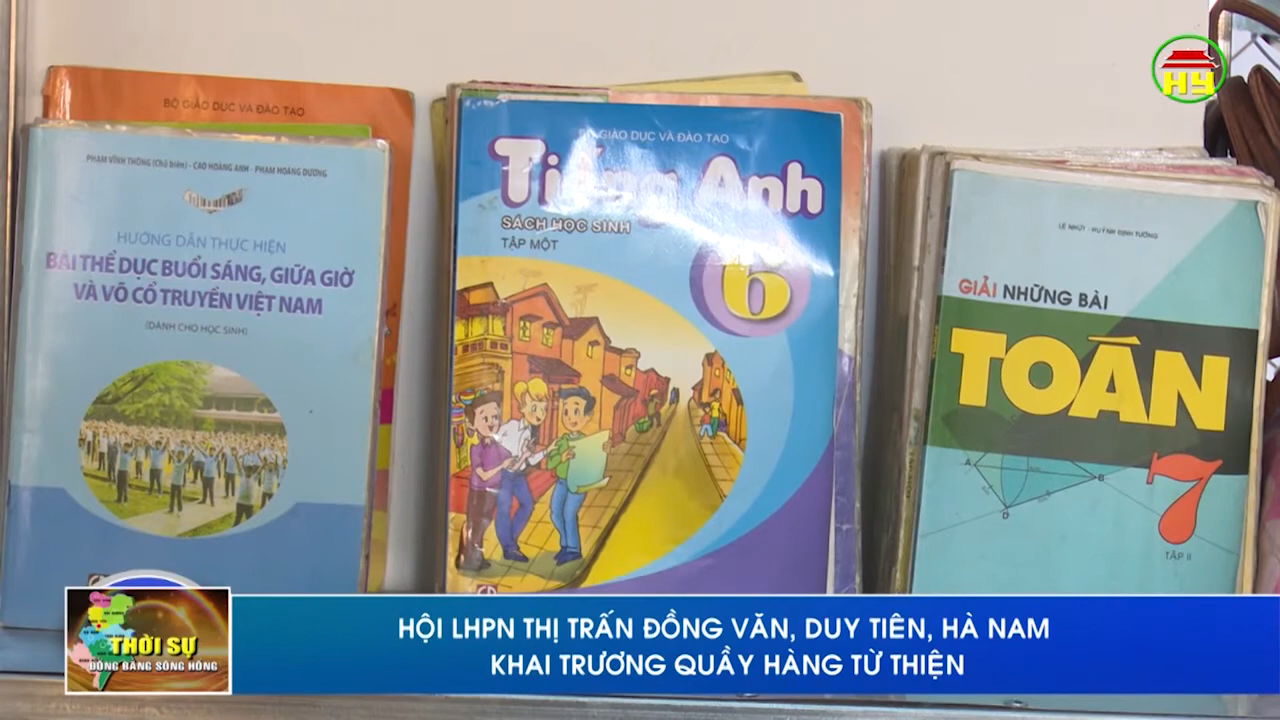 BỘ GIÁO DỤC VÀ ĐÀO TẠO
PHẠM VĨNH THÔNG (Chủ biên) - CAO HOÀNG ANH - PHẠM HOÀNG DƯƠNG
HƯỚNG DẪN THỰC HIỆN
BÀI THỂ DỤC BUỔI SÁNG, GIỮA GIỜ
VÀ VÕ CỔ TRUYỀN VIỆT NAM
(DÀNH CHO HỌC SINH)
BỘ GIÁO DỤC VÀ ĐÀO TẠO
Tiếng Anh
SÁCH HỌC SINH
TẬP MỘT
6
LÊ NHỨT - HUỲNH ĐỊNH TƯỚNG
GIẢI NHỮNG BÀI
TOÁN
7
TẬP II
A
B
HY
THỜI SỰ
ĐỒNG BẰNG SÔNG HỒNG
HỘI LHPN THỊ TRẤN ĐỒNG VĂN, DUY TIÊN, HÀ NAM
KHAI TRƯƠNG QUẦY HÀNG TỪ THIỆN